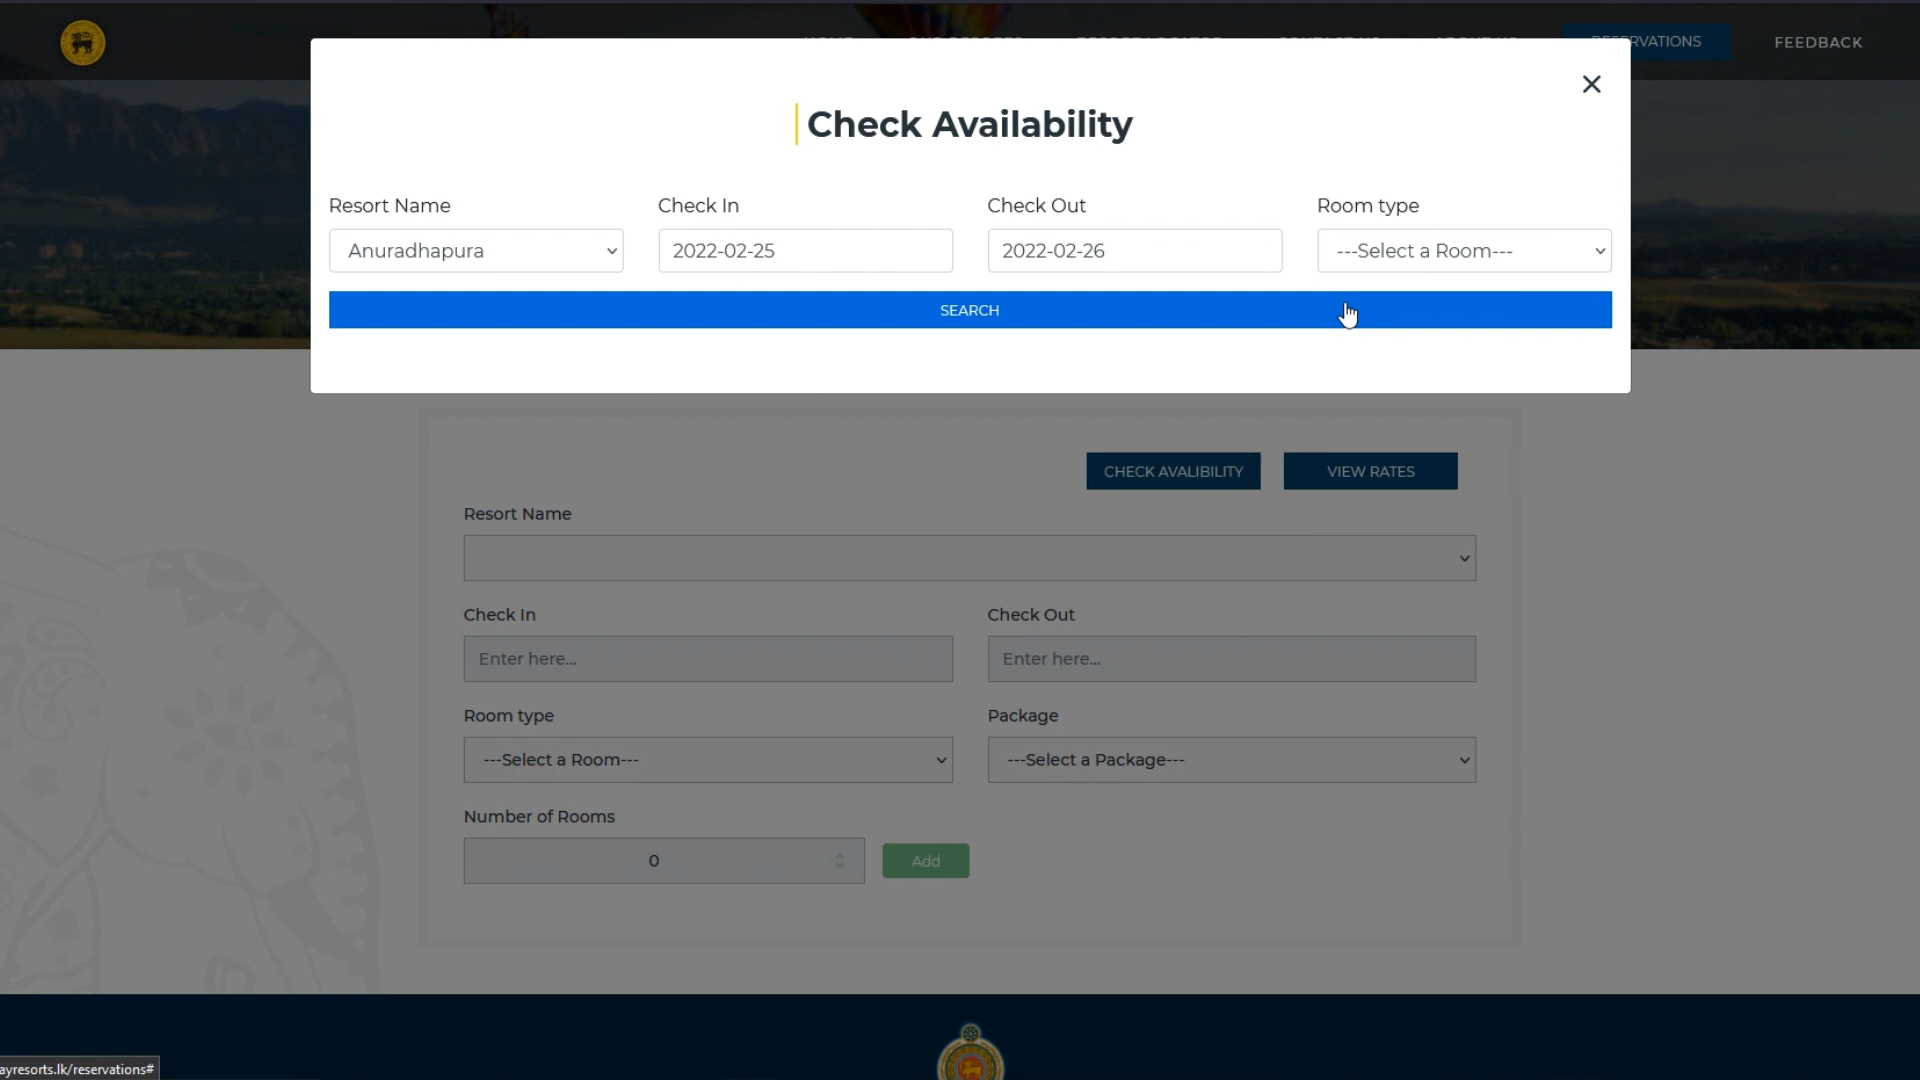 RESERVATIONS
FEEDBACK
Check Availability
Resort Name
Check In
Check Out
Room type
Anuradhapura
2022-02-25
2022-02-26
---Select a Room---
SEARCH
CHECK AVALIBILITY
VIEW RATES
Resort Name
Check In
Check Out
Enter here...
Enter here...
Room type
Package
---Select a Room---
---Select a Package---
Number of Rooms
0
Add
ayresorts.lk/reservations#